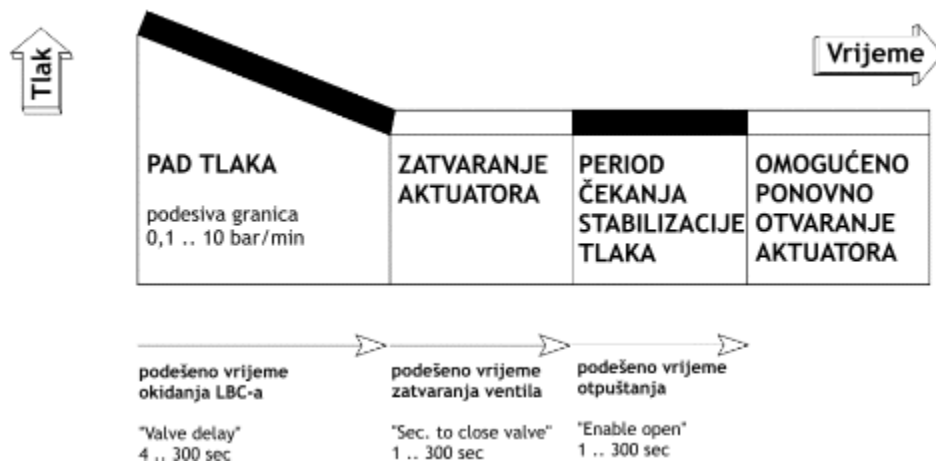 Tlak
Vrijeme
PAD TLAKA
podesiva granica
0,1 .. 10 bar/min
ZATVARANJE
AKTUATORA
PERIOD
ČEKANJA
STABILIZACIJE
TLAKA
OMOGUĆENO
PONOVNO
OTVARANJE
AKTUATORA
podešeno vrijeme
okidanja LBC-a
"Valve delay"
4 .. 300 sec
podešeno vrijeme
zatvaranja ventila
"Sec. to close valve"
1 .. 300 sec
podešeno vrijeme
otpuštanja
"Enable open"
1 .. 300 sec